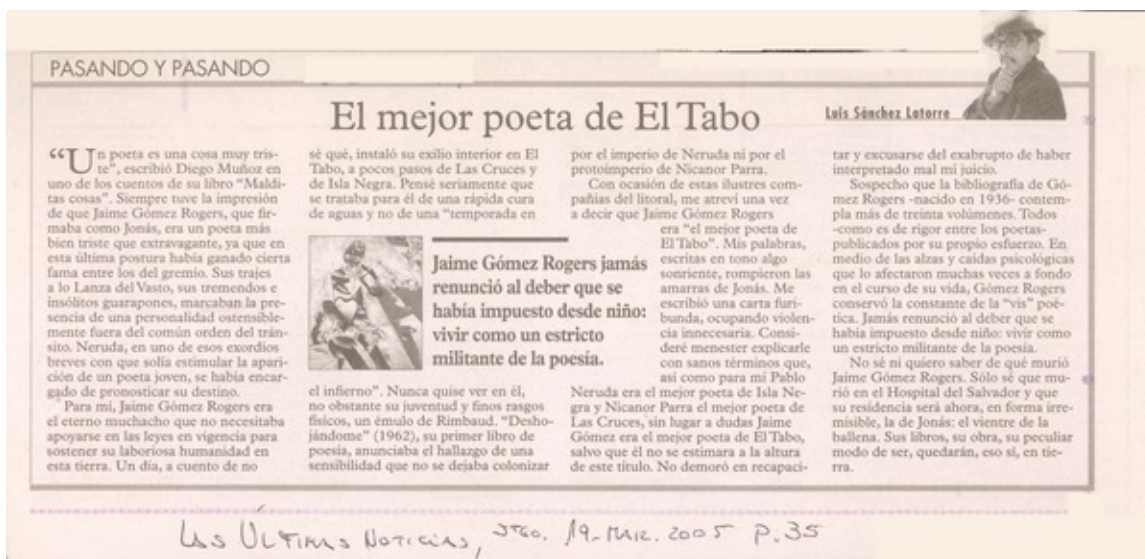 PASANDO Y PASANDO
El mejor poeta de El Tabo
Luis Sánchez Latorre
“Un poeta es una cosa muy tris-
te”, escribió Diego Muñoz en
uno de los cuentos de su libro “Maldi-
tas cosas”. Siempre tuve la impresión
de que Jaime Gómez Rogers, que fir-
maba como Jonás, era un poeta más
bien triste que extravagante, ya que en
esta última postura había ganado cierta
fama entre los del gremio. Sus trajes
a lo Lanza del Vasto, sus tremendos e
insólitos guarapones, marcaban la pre-
sencia de una personalidad ostensible-
mente fuera del común orden del trán-
sito. Neruda, en uno de esos exordios
breves con que solía estimular la apari-
ción de un poeta joven, se había encar-
gado de pronosticar su destino.
Para mí, Jaime Gómez Rogers era
el eterno muchacho que no necesitaba
apoyarse en las leyes en vigencia para
sostener su laboriosa humanidad en
esta tierra. Un día, a cuento de no
sé qué, instaló su exilio interior en El
Tabo, a pocos pasos de Las Cruces y
de Isla Negra. Pensé seriamente que
se trataba para él de una rápida cura
de aguas y no de una “temporada en
Jaime Gómez Rogers jamás
renunció al deber que se
había impuesto desde niño:
vivir como un estricto
militante de la poesía.
el infierno”. Nunca quise ver en él,
no obstante su juventud y finos rasgos
físicos, un émulo de Rimbaud. “Desho-
jándome” (1962), su primer libro de
poesía, anunciaba el hallazgo de una
sensibilidad que no se dejaba colonizar
por el imperio de Neruda ni por el
protoimperio de Nicanor Parra.
Con ocasión de estas ilustres com-
pañías del litoral, me atreví una vez
a decir que Jaime Gómez Rogers
era “el mejor poeta de
El Tabo”. Mis palabras,
escritas en tono algo
sonriente, rompieron las
amarras de Jonás. Me
escribió una carta furi-
bunda, ocupando violen-
cia innecesaria. Consi-
deré menester explicarle
con sanos términos que,
así como para mí Pablo
Neruda era el mejor poeta de Isla Ne-
gra y Nicanor Parra el mejor poeta de
Las Cruces, sin lugar a dudas Jaime
Gómez era el mejor poeta de El Tabo,
salvo que él no se estimara a la altura
de este título. No demoró en recapaci-
tar y excusarse del exabrupto de haber
interpretado mal mi juicio.
Sospecho que la bibliografía de Gó-
mez Rogers -nacido en 1936- contem-
pla más de treinta volúmenes. Todos
-como es de rigor entre los poetas-
publicados por su propio esfuerzo. En
medio de las alzas y caídas psicológicas
que lo afectaron muchas veces a fondo
en el curso de su vida, Gómez Rogers
conservó la constante de la “vis” poé-
tica. Jamás renunció al deber que se
había impuesto desde niño: vivir como
un estricto militante de la poesía.
No sé ni quiero saber de qué murió
Jaime Gómez Rogers. Sólo sé que mu-
rió en el Hospital del Salvador y que
su residencia será ahora, en forma irre-
misible, la de Jonás: el vientre de la
ballena. Sus libros, su obra, su peculiar
modo de ser, quedarán, eso sí, en tie-
rra.
Las Últimas Noticias, Stgo. 19-MAR. 2005 P. 35